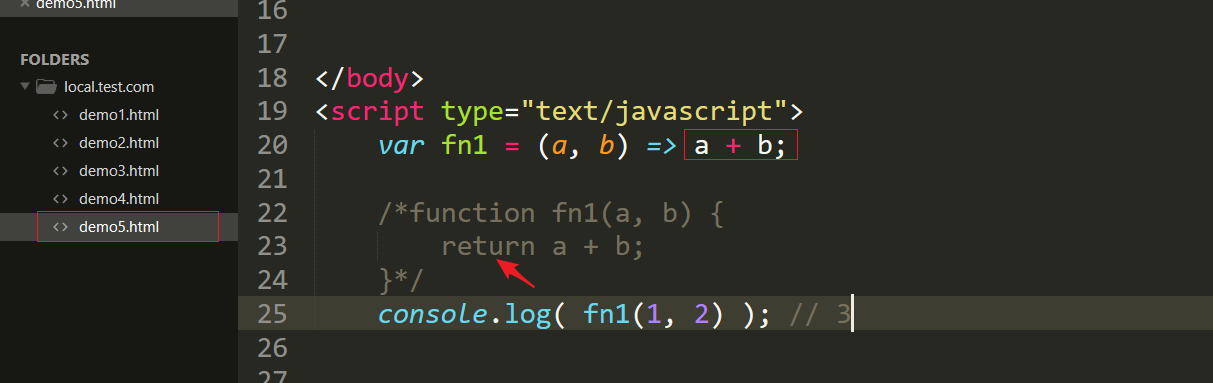 demo5.html
FOLDERS
local.test.com
demo1.html
demo2.html
demo3.html
demo4.html
demo5.html
16
17
18 </body>
19 <script type="text/javascript">
20 var fn1 = (a, b) => a + b;
21
22 /*function fn1(a, b) {
23 return a + b;
24 }*/
25 console.log( fn1(1, 2) ); // 3
26
27